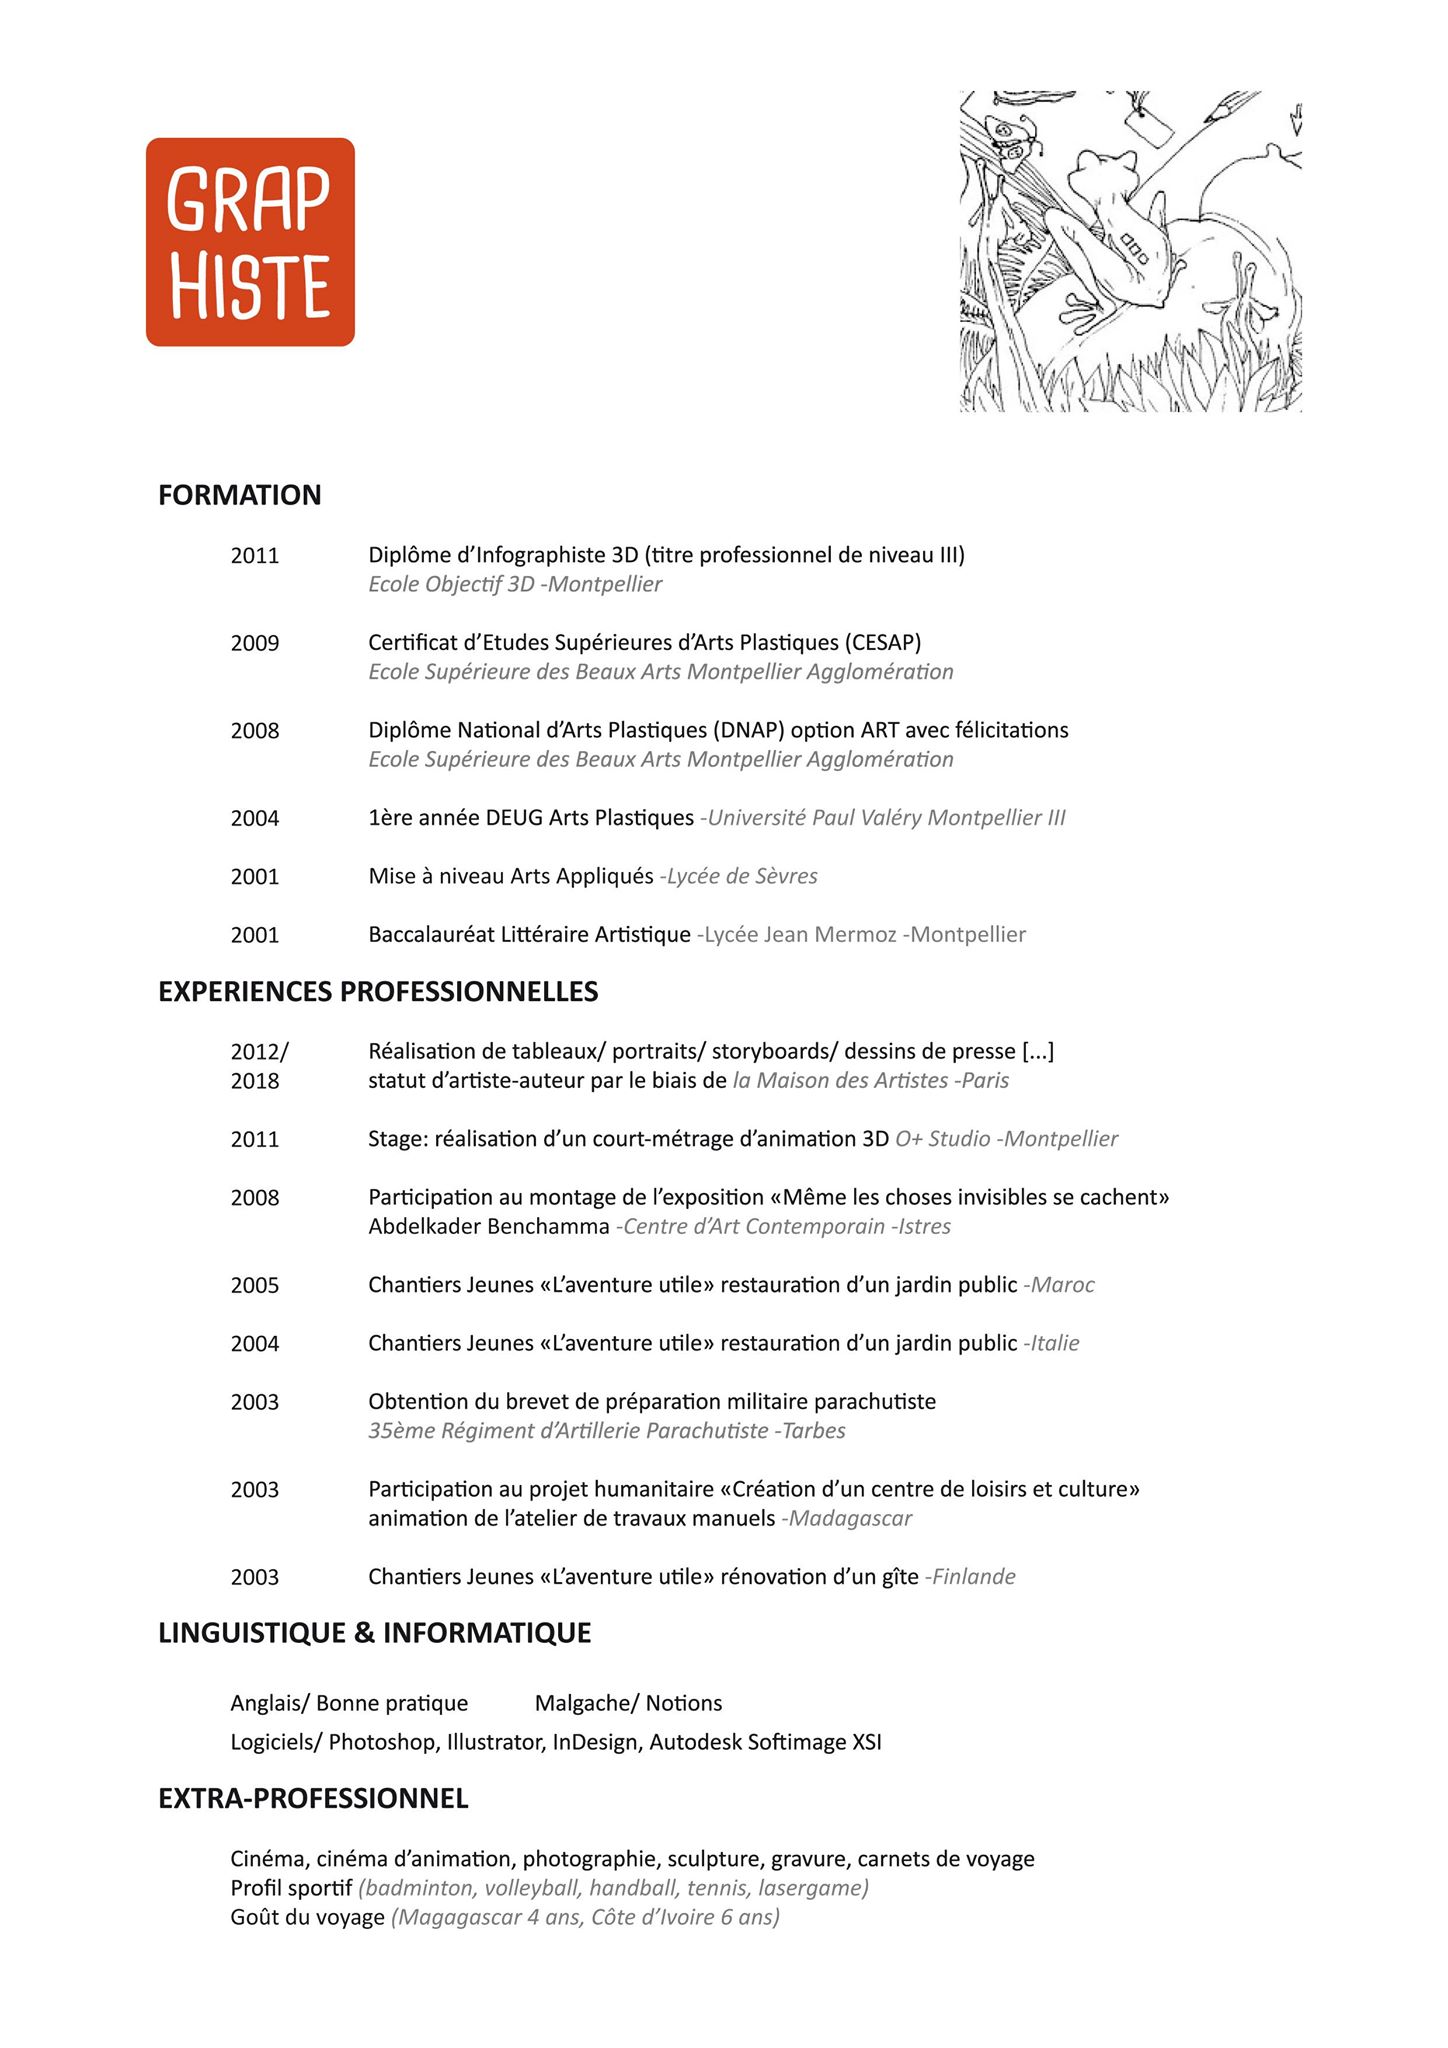 GRAP
HISTE
FORMATION
2011 Diplôme d’Infographiste 3D (titre professionnel de niveau III)
Ecole Objectif 3D -Montpellier
2009 Certificat d’Etudes Supérieures d’Arts Plastiques (CESAP)
Ecole Supérieure des Beaux Arts Montpellier Agglomération
2008 Diplôme National d’Arts Plastiques (DNAP) option ART avec félicitations
Ecole Supérieure des Beaux Arts Montpellier Agglomération
2004 1ère année DEUG Arts Plastiques -Université Paul Valéry Montpellier III
2001 Mise à niveau Arts Appliqués -Lycée de Sèvres
2001 Baccalauréat Littéraire Artistique -Lycée Jean Mermoz -Montpellier
EXPERIENCES PROFESSIONNELLES
2012/ Réalisation de tableaux/ portraits/ storyboards/ dessins de presse [...]
2018 statut d’artiste-auteur par le biais de la Maison des Artistes -Paris
2011 Stage: réalisation d’un court-métrage d’animation 3D O+ Studio -Montpellier
2008 Participation au montage de l’exposition «Même les choses invisibles se cachent»
Abdelkader Benchamma -Centre d’Art Contemporain -Istres
2005 Chantiers Jeunes «L’aventure utile» restauration d’un jardin public -Maroc
2004 Chantiers Jeunes «L’aventure utile» restauration d’un jardin public -Italie
2003 Obtention du brevet de préparation militaire parachutiste
35ème Régiment d’Artillerie Parachutiste -Tarbes
2003 Participation au projet humanitaire «Création d’un centre de loisirs et culture»
animation de l’atelier de travaux manuels -Madagascar
2003 Chantiers Jeunes «L’aventure utile» rénovation d’un gîte -Finlande
LINGUISTIQUE & INFORMATIQUE
Anglais/ Bonne pratique Malgache/ Notions
Logiciels/ Photoshop, Illustrator, InDesign, Autodesk Softimage XSI
EXTRA-PROFESSIONNEL
Cinéma, cinéma d’animation, photographie, sculpture, gravure, carnets de voyage
Profil sportif (badminton, volleyball, handball, tennis, lasergame)
Goût du voyage (Magagascar 4 ans, Côte d’Ivoire 6 ans)